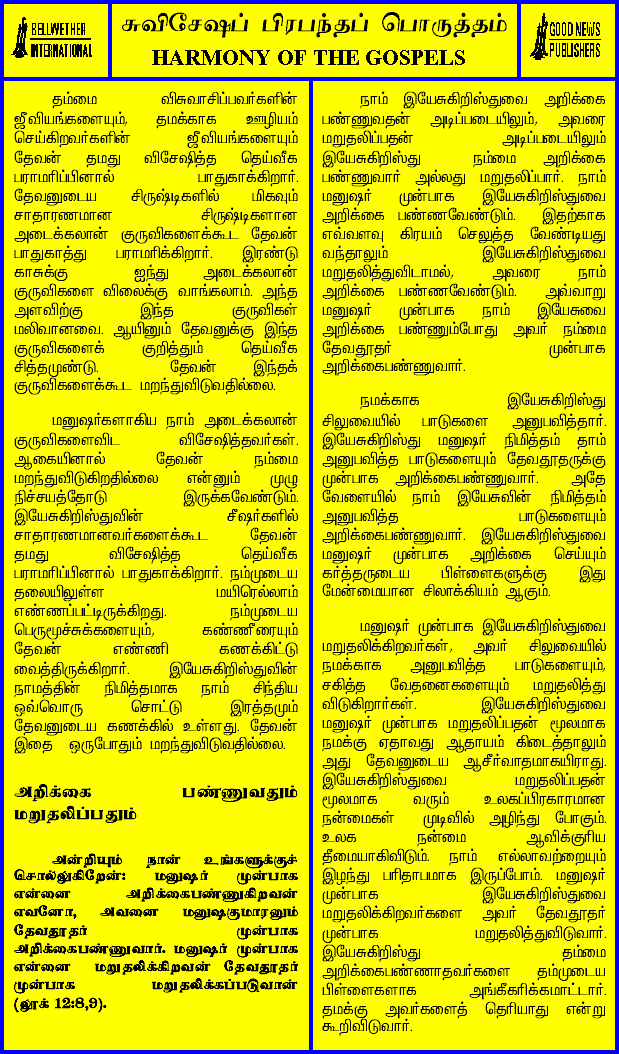 BELLWETHER
INTERNATIONAL
சுவிசேஷப் பிரபந்தப் பொருத்தம்
HARMONY OF THE GOSPELS
GOOD NEWS
PUBLISHERS
தம்மை விசுவாசிப்பவர்களின்
ஜீவியங்களையும், தமக்காக ஊழியம்
செய்கிறவர்களின் ஜீவியங்களையும்
தேவன் தமது விசேஷித்த தெய்வீக
பராமரிப்பினால் பாதுகாக்கிறார்.
தேவனுடைய சிருஷ்டிகளில் மிகவும்
சாதாரணமான சிருஷ்டிகளான
அடைக்கலான் குருவிகளைக்கூட தேவன்
பாதுகாத்து பராமரிக்கிறார். இரண்டு
காசுக்கு ஐந்து அடைக்கலான்
குருவிகளை விலைக்கு வாங்கலாம். அந்த
அளவிற்கு இந்த குருவிகள்
மலிவானவை. ஆயினும் தேவனுக்கு இந்த
குருவிகளைக் குறித்தும் தெய்வீக
சித்தமுண்டு. தேவன் இந்தக்
குருவிகளைக்கூட மறந்துவிடுவதில்லை.
மனுஷர்களாகிய நாம் அடைக்கலான்
குருவிகளைவிட விசேஷித்தவர்கள்.
ஆகையினால் தேவன் நம்மை
மறந்துவிடுகிறதில்லை என்னும் முழு
நிச்சயத்தோடு இருக்கவேண்டும்.
இயேசுகிறிஸ்துவின் சீஷர்களில்
சாதாரணமானவர்களைக்கூட தேவன்
தமது விசேஷித்த தெய்வீக
பராமரிப்பினால் பாதுகாக்கிறார். நம்முடைய
தலையிலுள்ள மயிரெல்லாம்
எண்ணப்பட்டிருக்கிறது. நம்முடைய
பெருமூச்சுக்களையும், கண்ணீரையும்
தேவன் எண்ணி கணக்கிட்டு
வைத்திருக்கிறார். இயேசுகிறிஸ்துவின்
நாமத்தின் நிமித்தமாக நாம் சிந்திய
ஒவ்வொரு சொட்டு இரத்தமும்
தேவனுடைய கணக்கில் உள்ளது. தேவன்
இதை ஒருபோதும் மறந்துவிடுவதில்லை.
அறிக்கை பண்ணுவதும்
மறுதலிப்பதும்
அன்றியும் நான் உங்களுக்குச்
சொல்லுகிறேன்: மனுஷர் முன்பாக
என்னை அறிக்கைபண்ணுகிறவன்
எவனோ, அவனை மனுஷகுமாரனும்
தேவதூதர் முன்பாக
அறிக்கைபண்ணுவார். மனுஷர் முன்பாக
என்னை மறுதலிக்கிறவன் தேவதூதர்
முன்பாக மறுதலிக்கப்படுவான்
(லூக் 12:8,9).
நாம் இயேசுகிறிஸ்துவை அறிக்கை
பண்ணுவதன் அடிப்படையிலும், அவரை
மறுதலிப்பதன் அடிப்படையிலும்
இயேசுகிறிஸ்து நம்மை அறிக்கை
பண்ணுவார் அல்லது மறுதலிப்பார். நாம்
மனுஷர் முன்பாக இயேசுகிறிஸ்துவை
அறிக்கை பண்ணவேண்டும். இதற்காக
எவ்வளவு கிரயம் செலுத்த வேண்டியது
வந்தாலும் இயேசுகிறிஸ்துவை
மறுதலித்துவிடாமல், அவரை நாம்
அறிக்கை பண்ணவேண்டும். அவ்வாறு
மனுஷர் முன்பாக நாம் இயேசுவை
அறிக்கை பண்ணும்போது அவர் நம்மை
தேவதூதர் முன்பாக
அறிக்கைபண்ணுவார்.
நமக்காக இயேசுகிறிஸ்து
சிலுவையில் பாடுகளை அனுபவித்தார்.
இயேசுகிறிஸ்து மனுஷர் நிமித்தம் தாம்
அனுபவித்த பாடுகளையும் தேவதூதருக்கு
முன்பாக அறிக்கைபண்ணுவார். அதே
வேளையில் நாம் இயேசுவின் நிமித்தம்
அனுபவித்த பாடுகளையும்
அறிக்கைபண்ணுவார். இயேசுகிறிஸ்துவை
மனுஷர் முன்பாக அறிக்கை செய்யும்
கர்த்தருடைய பிள்ளைகளுக்கு இது
மேன்மையான சிலாக்கியம் ஆகும்.
மனுஷர் முன்பாக இயேசுகிறிஸ்துவை
மறுதலிக்கிறவர்கள், அவர் சிலுவையில்
நமக்காக அனுபவித்த பாடுகளையும்,
சகித்த வேதனைகளையும் மறுதலித்து
விடுகிறார்கள். இயேசுகிறிஸ்துவை
மனுஷர் முன்பாக மறுதலிப்பதன் மூலமாக
நமக்கு ஏதாவது ஆதாயம் கிடைத்தாலும்
அது தேவனுடைய ஆசீர்வாதமாகயிராது.
இயேசுகிறிஸ்துவை மறுதலிப்பதன்
மூலமாக வரும் உலகப்பிரகாரமான
நன்மைகள் முடிவில் அழிந்து போகும்.
உலக நன்மை ஆவிக்குரிய
தீமையாகிவிடும். நாம் எல்லாவற்றையும்
இழந்து பரிதாபமாக இருப்போம். மனுஷர்
முன்பாக இயேசுகிறிஸ்துவை
மறுதலிக்கிறவர்களை அவர் தேவதூதர்
முன்பாக மறுதலித்துவிடுவார்.
இயேசுகிறிஸ்து தம்மை
அறிக்கைபண்ணாதவர்களை தம்முடைய
பிள்ளைகளாக அங்கீகரிக்கமாட்டார்.
தமக்கு அவர்களைத் தெரியாது என்று
கூறிவிடுவார்.